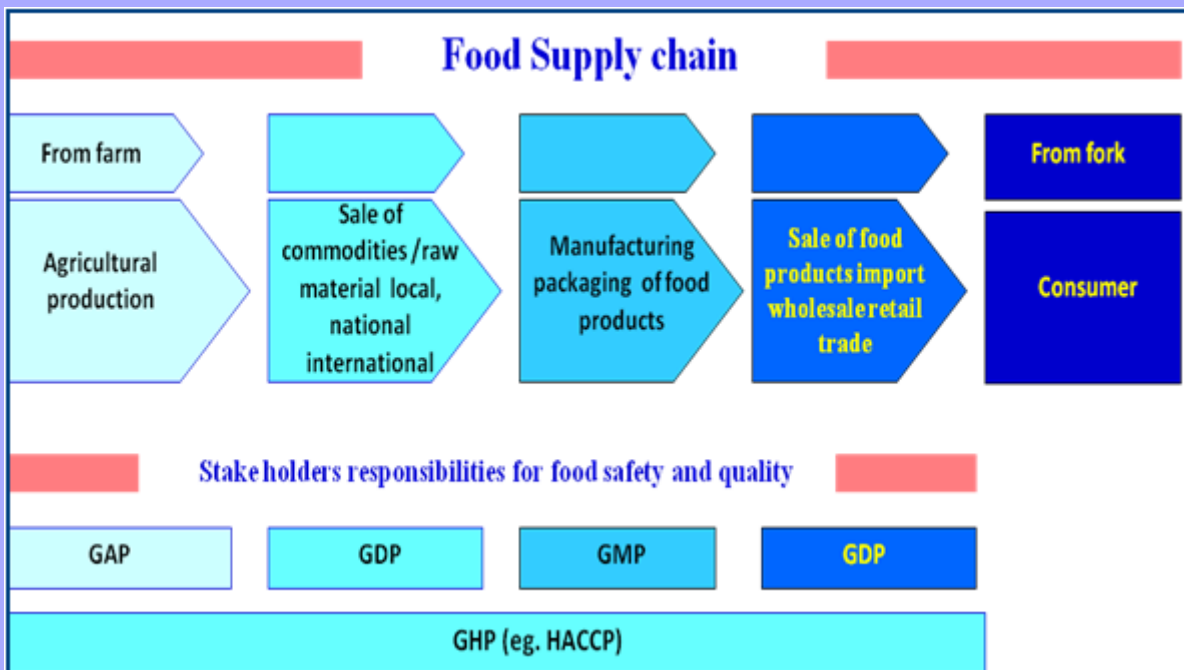 Food Supply chain
From farm
From fork
Agricultural
production
Sale of
commodities /raw
material local,
national
international
Manufacturing
packaging of food
products
Sale of food
products import
wholesale retail
trade
Consumer
Stake holders responsibilities for food safety and quality
GAP
GDP
GMP
GDP
GHP (eg. HACCP)